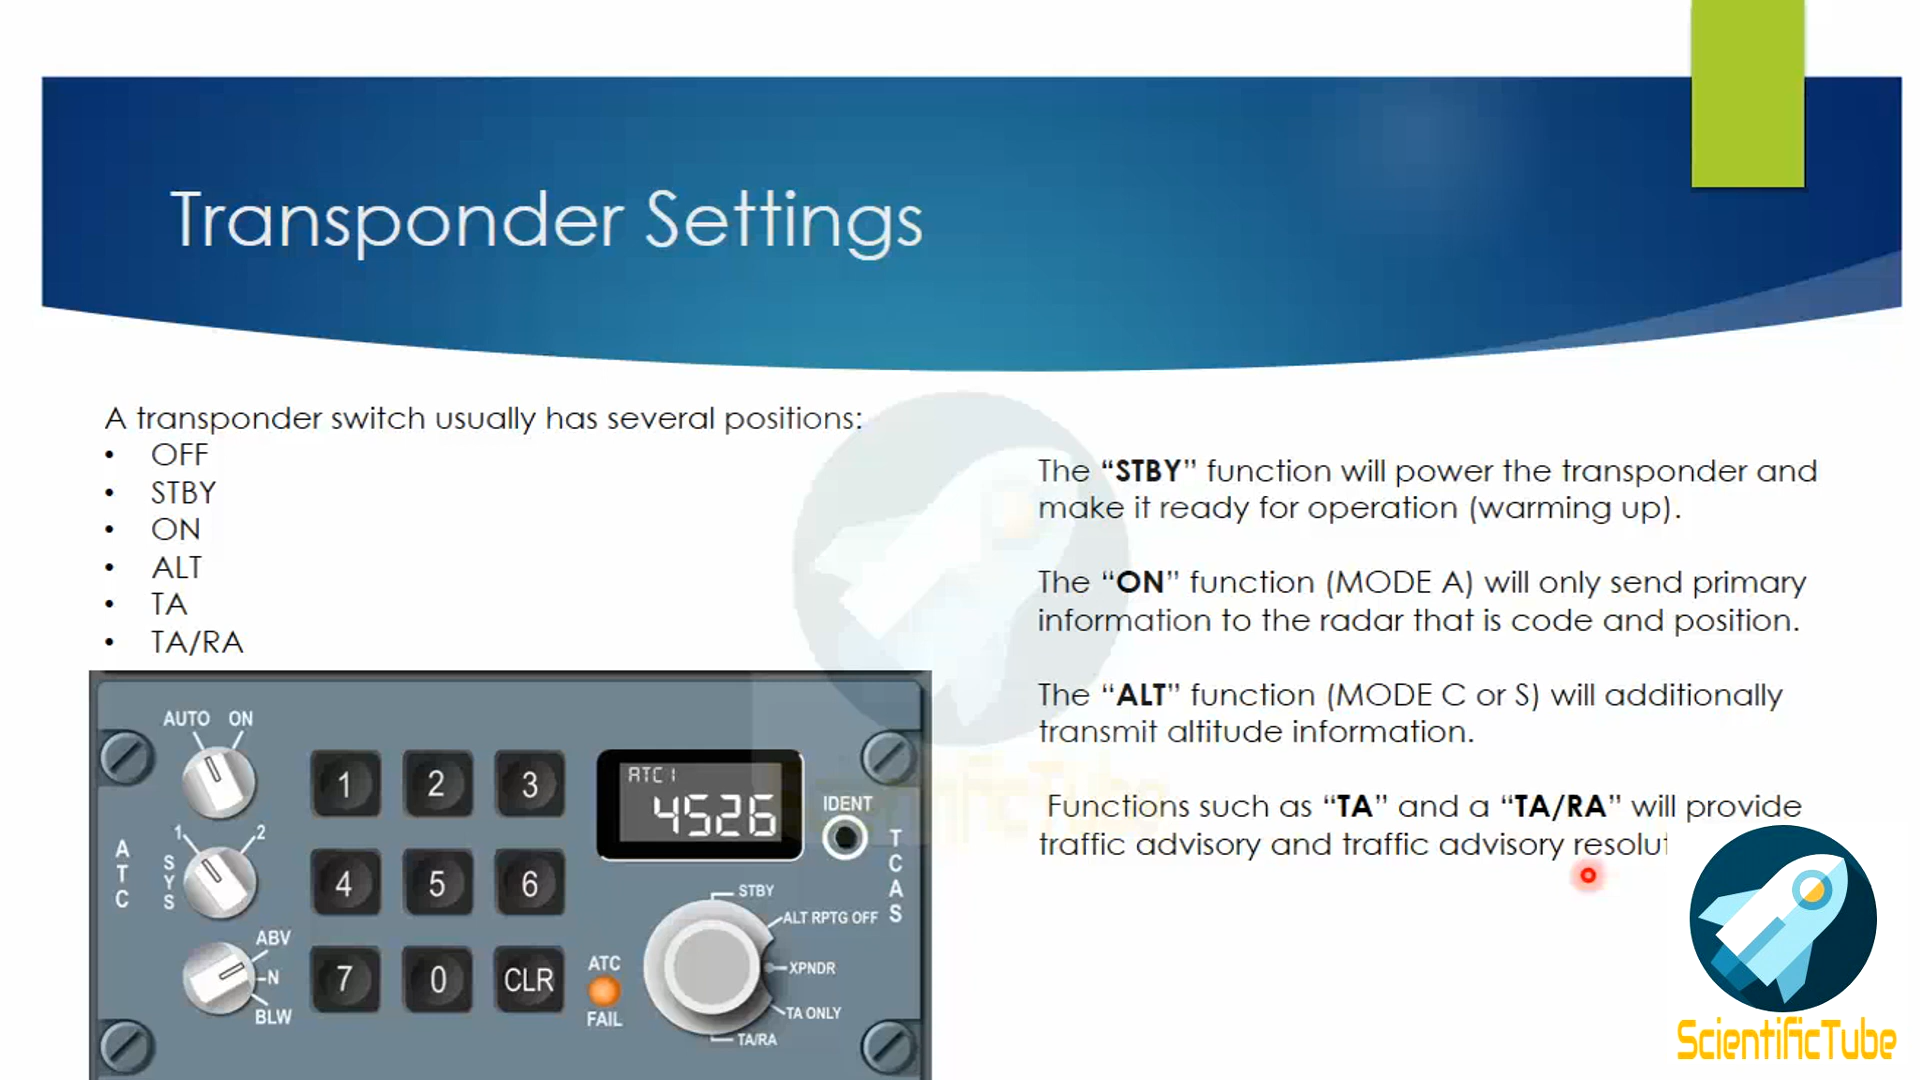 Transponder Settings
A transponder switch usually has several positions:
• OFF
• STBY
• ON
• ALT
• TA
• TA/RA
The “STBY” function will power the transponder and
make it ready for operation (warming up).
The “ON” function (MODE A) will only send primary
information to the radar that is code and position.
The “ALT” function (MODE C or S) will additionally
transmit altitude information.
Functions such as “TA” and a “TA/RA” will provide
traffic advisory and traffic advisory resolut
AUTO ON
1 2 3
ATC1
4526
IDENT
1 2
ATC
SYS
TCAS
4 5 6
STBY
ALT RPTG OFF
ABV
N
BLW
7 0 CLR
ATC
FAIL
XPNDR
TA ONLY
TA/RA
ScientificTube